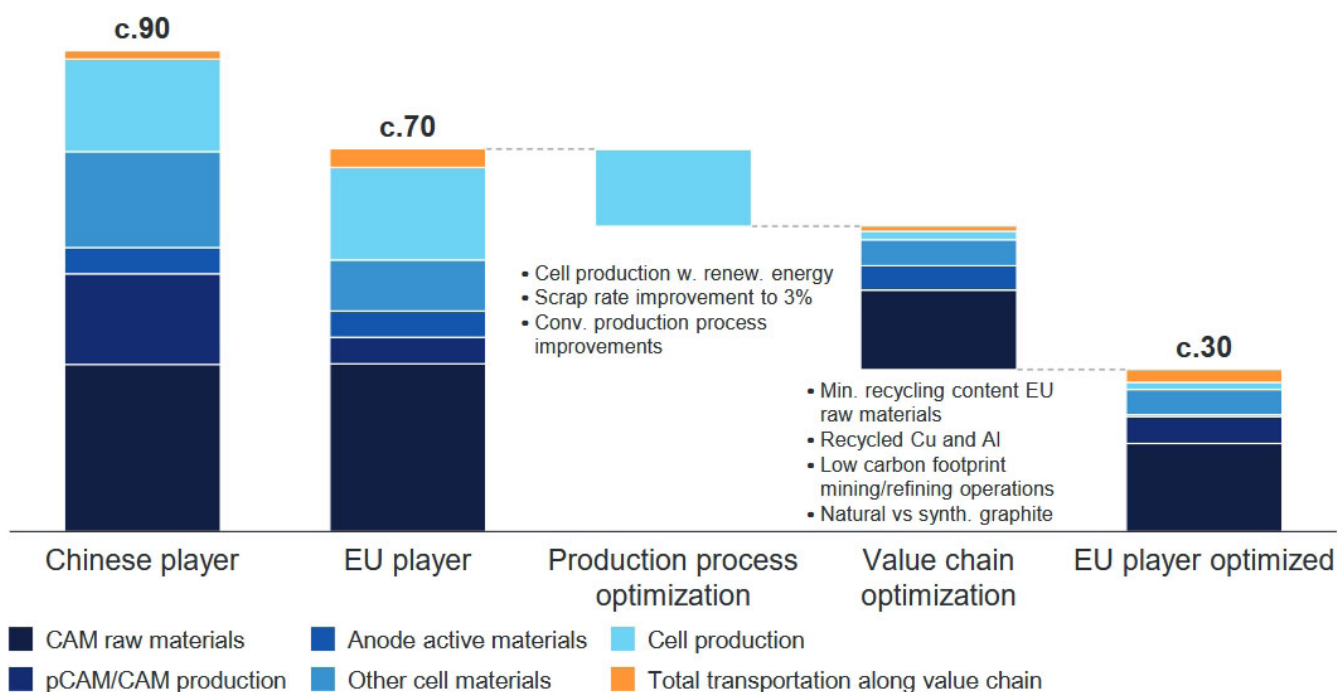 c.90
c.70
• Cell production w. renew. energy
• Scrap rate improvement to 3%
• Conv. production process
improvements
c.30
• Min. recycling content EU
raw materials
• Recycled Cu and Al
• Low carbon footprint
mining/refining operations
• Natural vs synth. graphite
Chinese player
EU player
Production process
optimization
Value chain
optimization
EU player optimized
CAM raw materials
Anode active materials
Cell production
pCAM/CAM production
Other cell materials
Total transportation along value chain